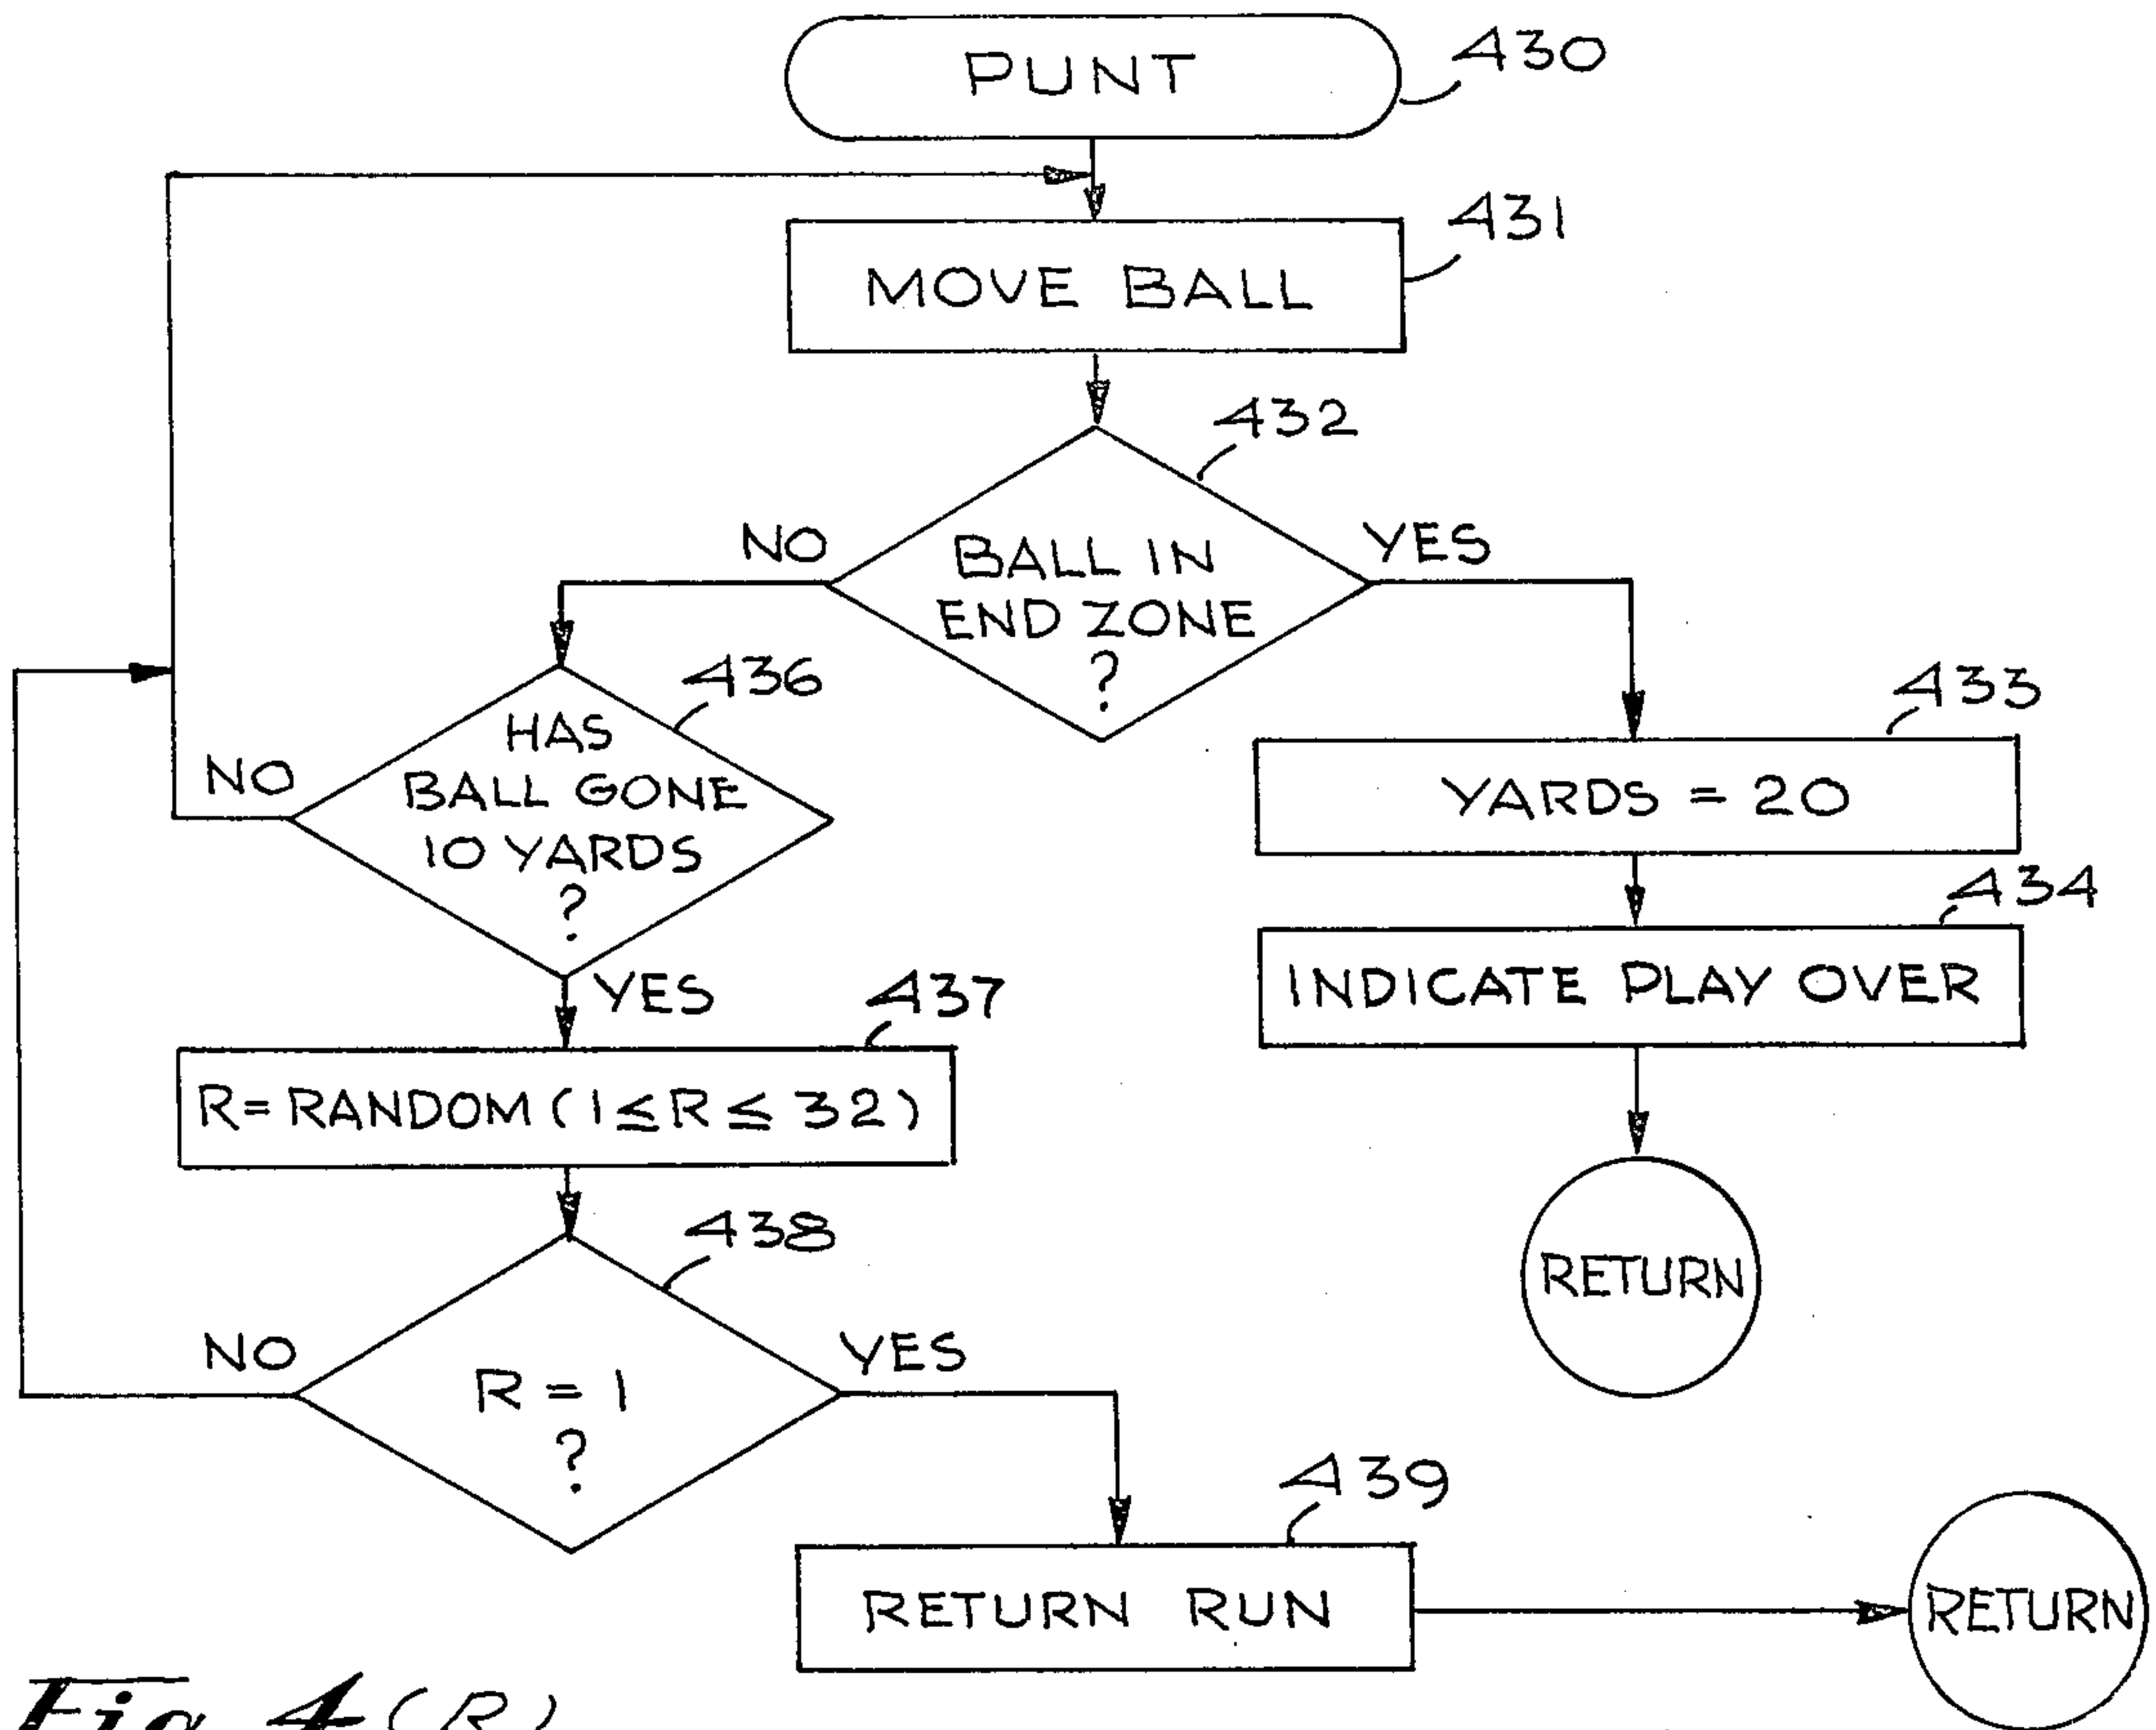 PUNT
430
MOVE BALL
431
432
BALL IN
END ZONE
?
NO
YES
436
HAS
BALL GONE
10 YARDS
?
NO
YES
433
YARDS = 20
434
INDICATE PLAY OVER
RETURN
437
R=RANDOM (1≤R≤ 32)
438
R = 1
?
NO
YES
439
RETURN RUN
RETURN
Fig. 4 (R)